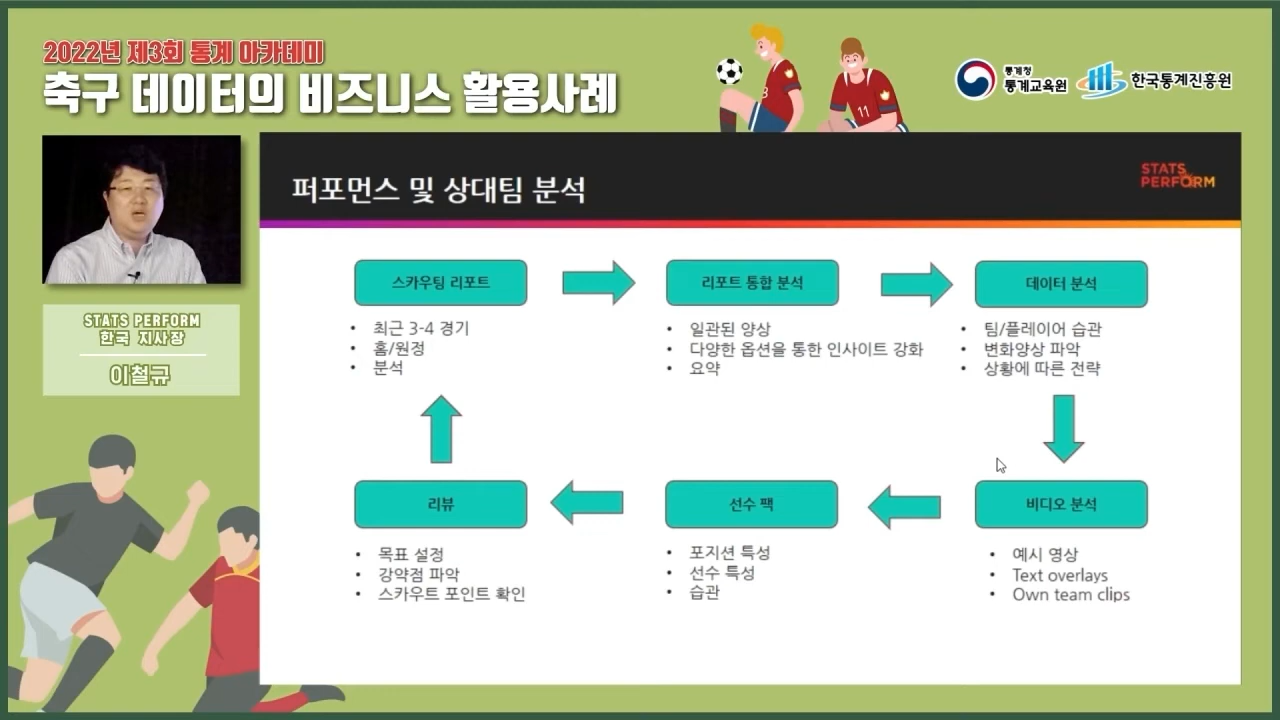 2022년 제3회 통계 아카데미
축구 데이터의 비즈니스 활용사례
통계청
통계교육원
한국통계진흥원
3
11
STATS PERFORM
한국 지사장
이철규
퍼포먼스 및 상대팀 분석
STATS
PERFORM
스카우팅 리포트
• 최근 3-4 경기
• 홈/원정
• 분석
리포트 통합 분석
• 일관된 양상
• 다양한 옵션을 통한 인사이트 강화
• 요약
데이터 분석
• 팀/플레이어 습관
• 변화양상 파악
• 상황에 따른 전략
리뷰
• 목표 설정
• 강약점 파악
• 스카우트 포인트 확인
선수 팩
• 포지션 특성
• 선수 특성
• 습관
비디오 분석
• 예시 영상
• Text overlays
• Own team clips